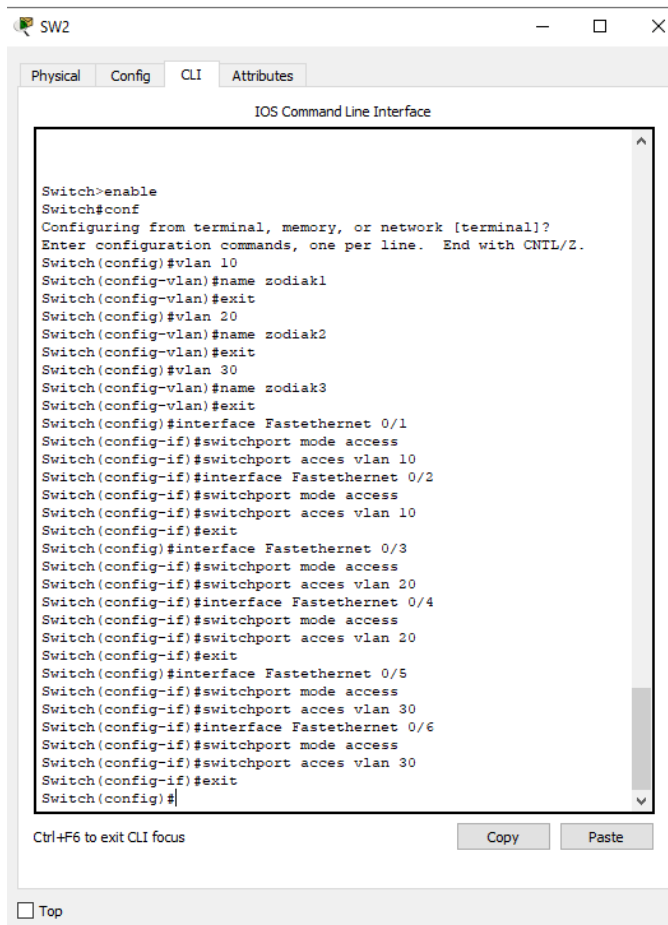 SW2
Physical Config CLI Attributes
IOS Command Line Interface
Switch>enable
Switch#conf
Configuring from terminal, memory, or network [terminal]?
Enter configuration commands, one per line.  End with CNTL/Z.
Switch(config)#vlan 10
Switch(config-vlan)#name zodiak1
Switch(config-vlan)#exit
Switch(config)#vlan 20
Switch(config-vlan)#name zodiak2
Switch(config-vlan)#exit
Switch(config)#vlan 30
Switch(config-vlan)#name zodiak3
Switch(config-vlan)#exit
Switch(config)#interface Fastethernet 0/1
Switch(config-if)#switchport mode access
Switch(config-if)#switchport acces vlan 10
Switch(config-if)#interface Fastethernet 0/2
Switch(config-if)#switchport mode access
Switch(config-if)#switchport acces vlan 10
Switch(config-if)#exit
Switch(config)#interface Fastethernet 0/3
Switch(config-if)#switchport mode access
Switch(config-if)#switchport acces vlan 20
Switch(config-if)#interface Fastethernet 0/4
Switch(config-if)#switchport mode access
Switch(config-if)#switchport acces vlan 20
Switch(config-if)#exit
Switch(config)#interface Fastethernet 0/5
Switch(config-if)#switchport mode access
Switch(config-if)#switchport acces vlan 30
Switch(config-if)#interface Fastethernet 0/6
Switch(config-if)#switchport mode access
Switch(config-if)#switchport acces vlan 30
Switch(config-if)#exit
Switch(config)#
Ctrl+F6 to exit CLI focus Copy Paste
Top